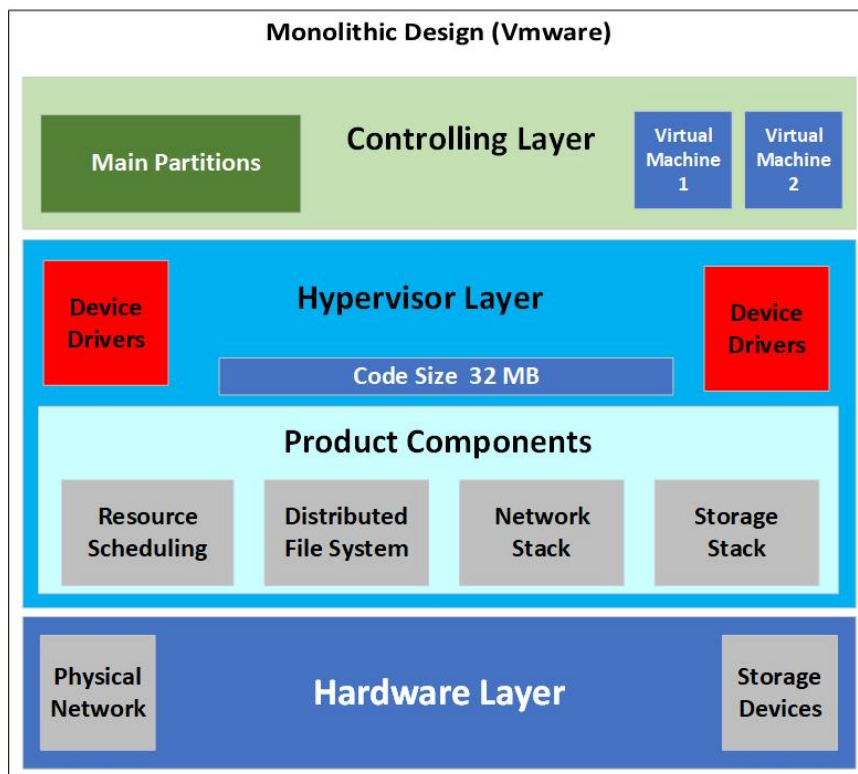 Monolithic Design (Vmware)
Main Partitions
Controlling Layer
Virtual
Machine
1
Virtual
Machine
2
Device
Drivers
Hypervisor Layer
Device
Drivers
Code Size 32 MB
Product Components
Resource
Scheduling
Distributed
File System
Network
Stack
Storage
Stack
Physical
Network
Hardware Layer
Storage
Devices